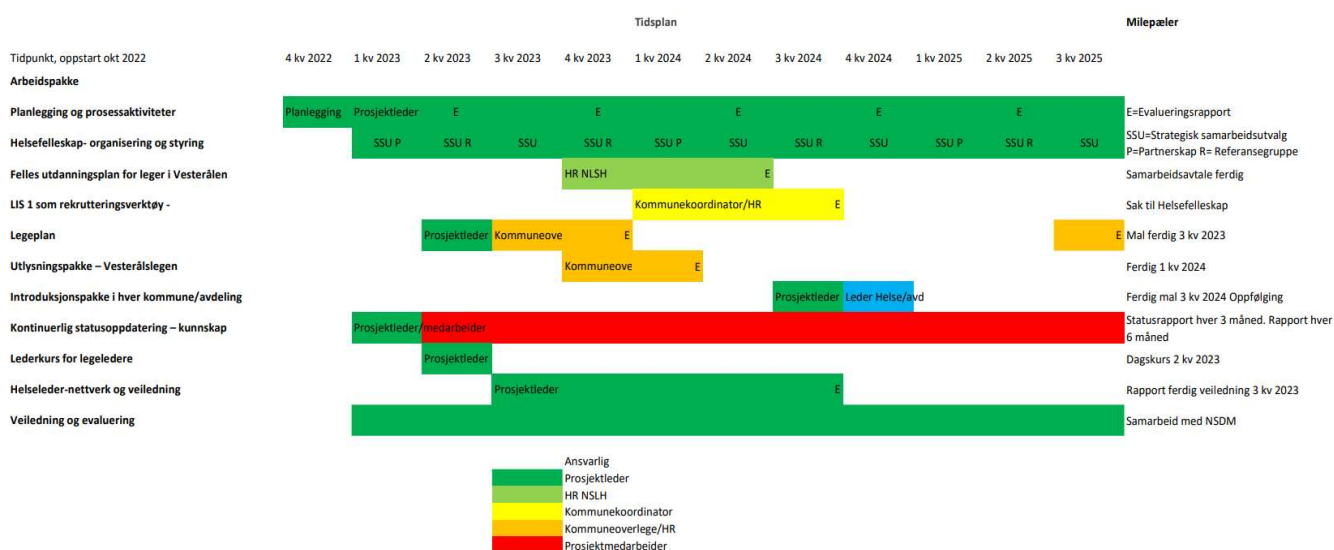 Tidsplan Milepæler
Tidpunkt, oppstart okt 2022 4 kv 2022 1 kv 2023 2 kv 2023 3 kv 2023 4 kv 2023 1 kv 2024 2 kv 2024 3 kv 2024 4 kv 2024 1 kv 2025 2 kv 2025 3 kv 2025
Arbeidspakke
Planlegging og prosessaktiviteter Planlegging Prosjektleder E E E E E E=Evalueringsrapport
Helsefelleskap- organisering og styring SSU P SSU R SSU SSU R SSU P SSU SSU R SSU SSU P SSU R SSU SSU=Strategisk samarbeidsutvalg
P=Partnerskap R= Referansegruppe
Felles utdanningsplan for leger i Vesterålen HR NLSH E Samarbeidsavtale ferdig
LIS 1 som rekrutteringsverktøy - Kommunekoordinator/HR E Sak til Helsefelleskap
Legeplan Prosjektleder Kommuneove E E Mal ferdig 3 kv 2023
Utlysningspakke – Vesterålslegen Kommuneove E Ferdig 1 kv 2024
Introduksjonspakke i hver kommune/avdeling Prosjektleder Leder Helse/avd Ferdig mal 3 kv 2024 Oppfølging
Kontinuerlig statusoppdatering – kunnskap Prosjektleder/medarbeider Statusrapport hver 3 måned. Rapport hver
6 måned
Lederkurs for legeledere Prosjektleder Dagskurs 2 kv 2023
Helseleder-nettverk og veiledning Prosjektleder E Rapport ferdig veiledning 3 kv 2023
Veiledning og evaluering Samarbeid med NSDM
Ansvarlig
Prosjektleder
HR NSLH
Kommunekoordinator
Kommuneoverlege/HR
Prosjektmedarbeider